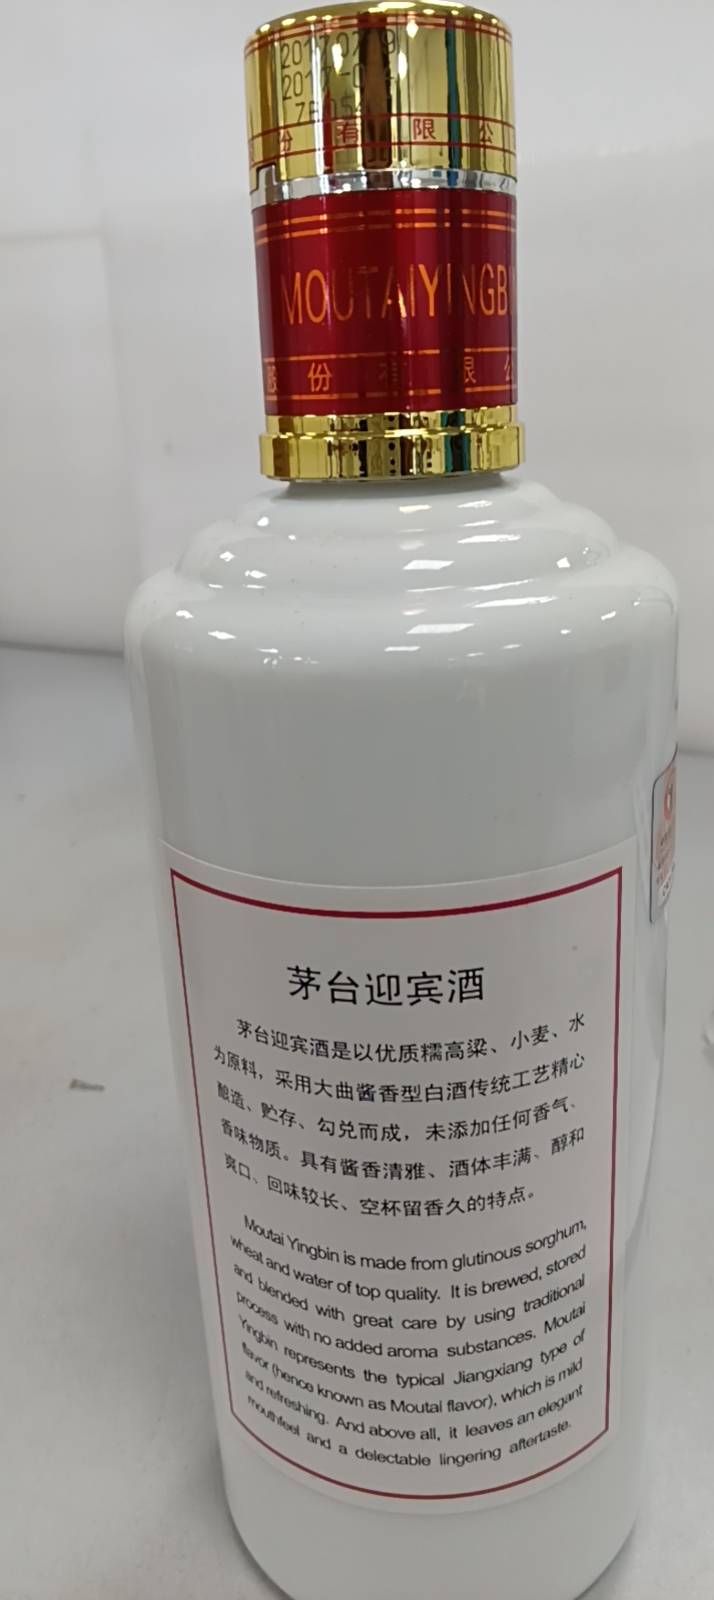 份有限公
MOUTAIYINGB
股份有限公
茅台迎宾酒
茅台迎宾酒是以优质糯高粱、小麦、水
为原料，采用大曲酱香型白酒传统工艺精心
酿造、贮存、勾兑而成，未添加任何香气、
香味物质。具有酱香清雅、酒体丰满、醇和
爽口、回味较长、空杯留香久的特点。
Moutai Yingbin is made from glutinous sorghum,
wheat and water of top quality. It is brewed, stored
and blended with great care by using traditional
process with no added aroma substances. Moutai
Yingbin represents the typical Jiangxiang type of
flavor (hence known as Moutai flavor), which is mild
and refreshing. And above all, it leaves an elegant
mouthfeel and a delectable lingering aftertaste.